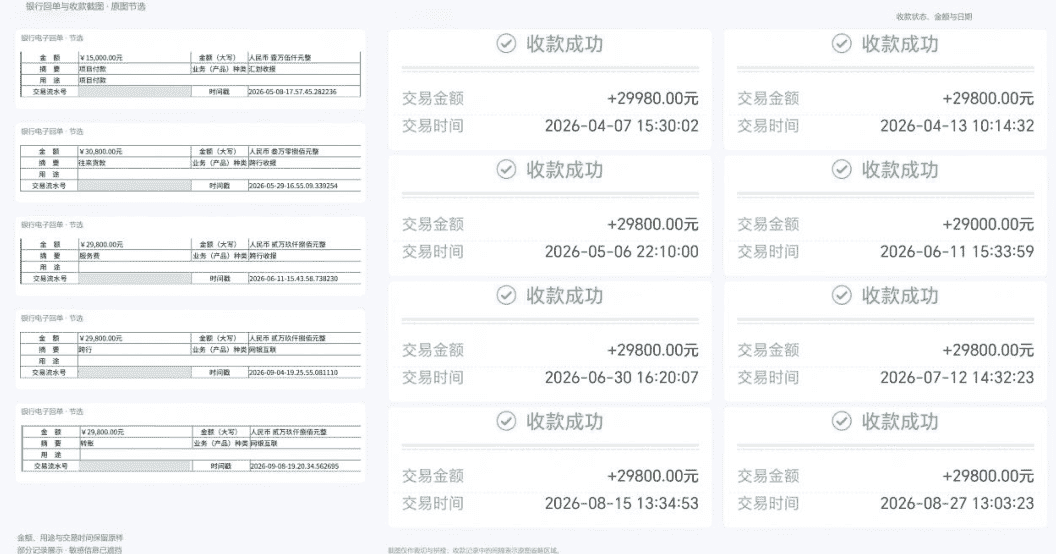 银行回单与收款截图 · 原图节选
收款状态、金额与日期
银行电子回单 · 节选
金 额 ￥15,000.00元 金额（大写） 人民币 壹万伍仟元整
摘 要 项目付款 业务（产品）种类 汇划收报
用 途 项目付款
交易流水号 时间戳 2026-05-08-17.57.45.282236
银行电子回单 · 节选
金 额 ￥30,800.00元 金额（大写） 人民币 叁万零捌佰元整
摘 要 往来货款 业务（产品）种类 跨行收报
用 途
交易流水号 时间戳 2026-05-29-16.55.09.339254
银行电子回单 · 节选
金 额 ￥29,800.00元 金额（大写） 人民币 贰万玖仟捌佰元整
摘 要 服务费 业务（产品）种类 跨行收报
用 途
交易流水号 时间戳 2026-06-11-15.43.58.738230
银行电子回单 · 节选
金 额 ￥29,800.00元 金额（大写） 人民币 贰万玖仟捌佰元整
摘 要 跨行 业务（产品）种类 网银互联
用 途
交易流水号 时间戳 2026-09-04-19.25.55.081110
银行电子回单 · 节选
金 额 ￥29,800.00元 金额（大写） 人民币 贰万玖仟捌佰元整
摘 要 转账 业务（产品）种类 网银互联
用 途
交易流水号 时间戳 2026-09-08-19.20.34.562695
金额、用途与交易时间保留原样
部分记录展示 · 敏感信息已遮挡
收款成功
交易金额 +29980.00元
交易时间 2026-04-07 15:30:02
收款成功
交易金额 +29800.00元
交易时间 2026-04-13 10:14:32
收款成功
交易金额 +29800.00元
交易时间 2026-05-06 22:10:00
收款成功
交易金额 +29000.00元
交易时间 2026-06-11 15:33:59
收款成功
交易金额 +29800.00元
交易时间 2026-06-30 16:20:07
收款成功
交易金额 +29800.00元
交易时间 2026-07-12 14:32:23
收款成功
交易金额 +29800.00元
交易时间 2026-08-15 13:34:53
收款成功
交易金额 +29800.00元
交易时间 2026-08-27 13:03:23